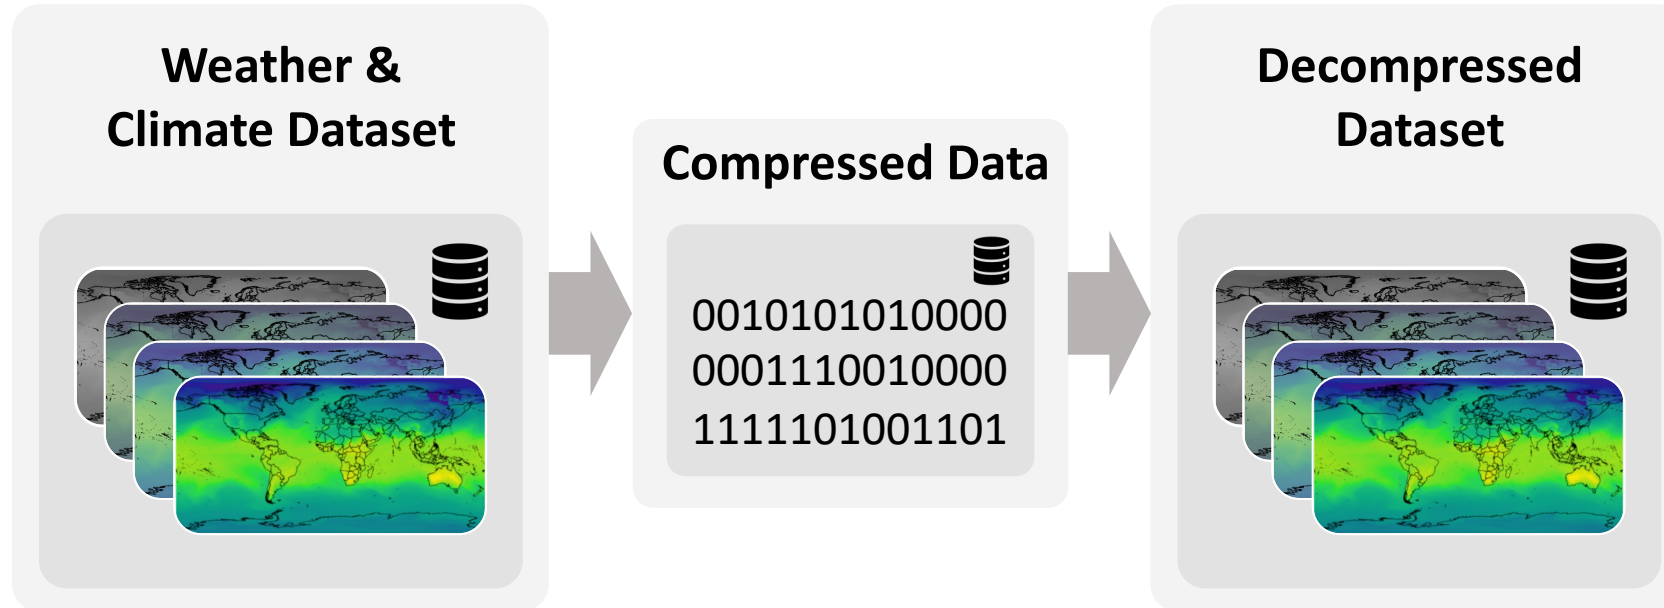 Weather &
Climate Dataset
Compressed Data
0010101010000
0001110010000
1111101001101
Decompressed
Dataset